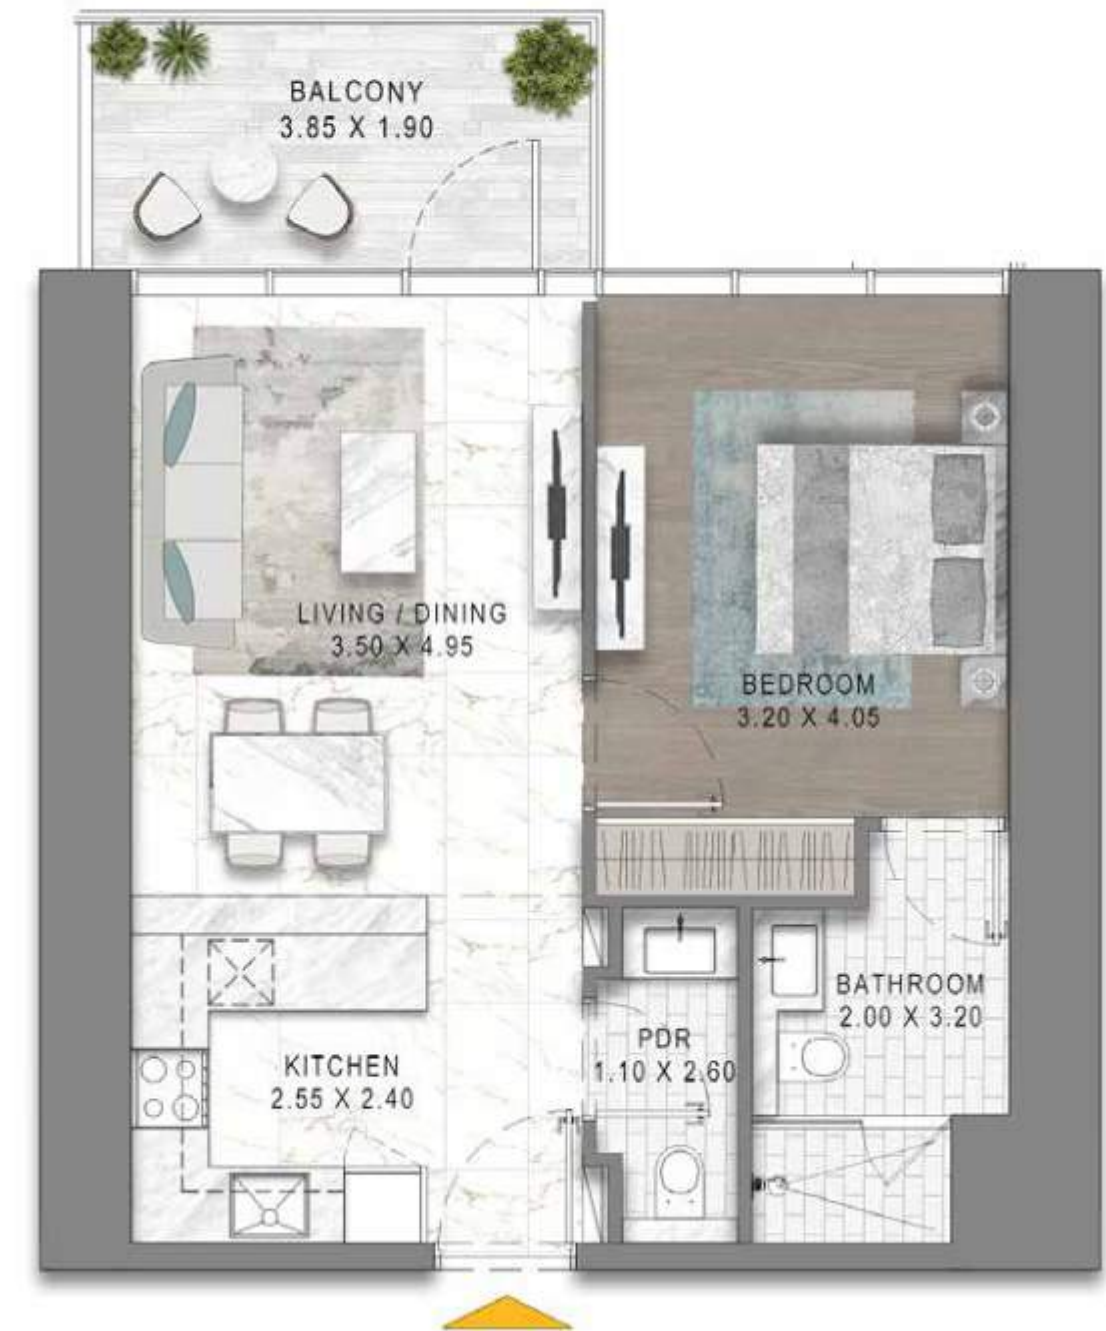 BALCONY
3.85 X 1.90
LIVING / DINING
3.50 X 4.95
BEDROOM
3.20 X 4.05
BATHROOM
2.00 X 3.20
PDR
1.10 X 2.60
KITCHEN
2.55 X 2.40